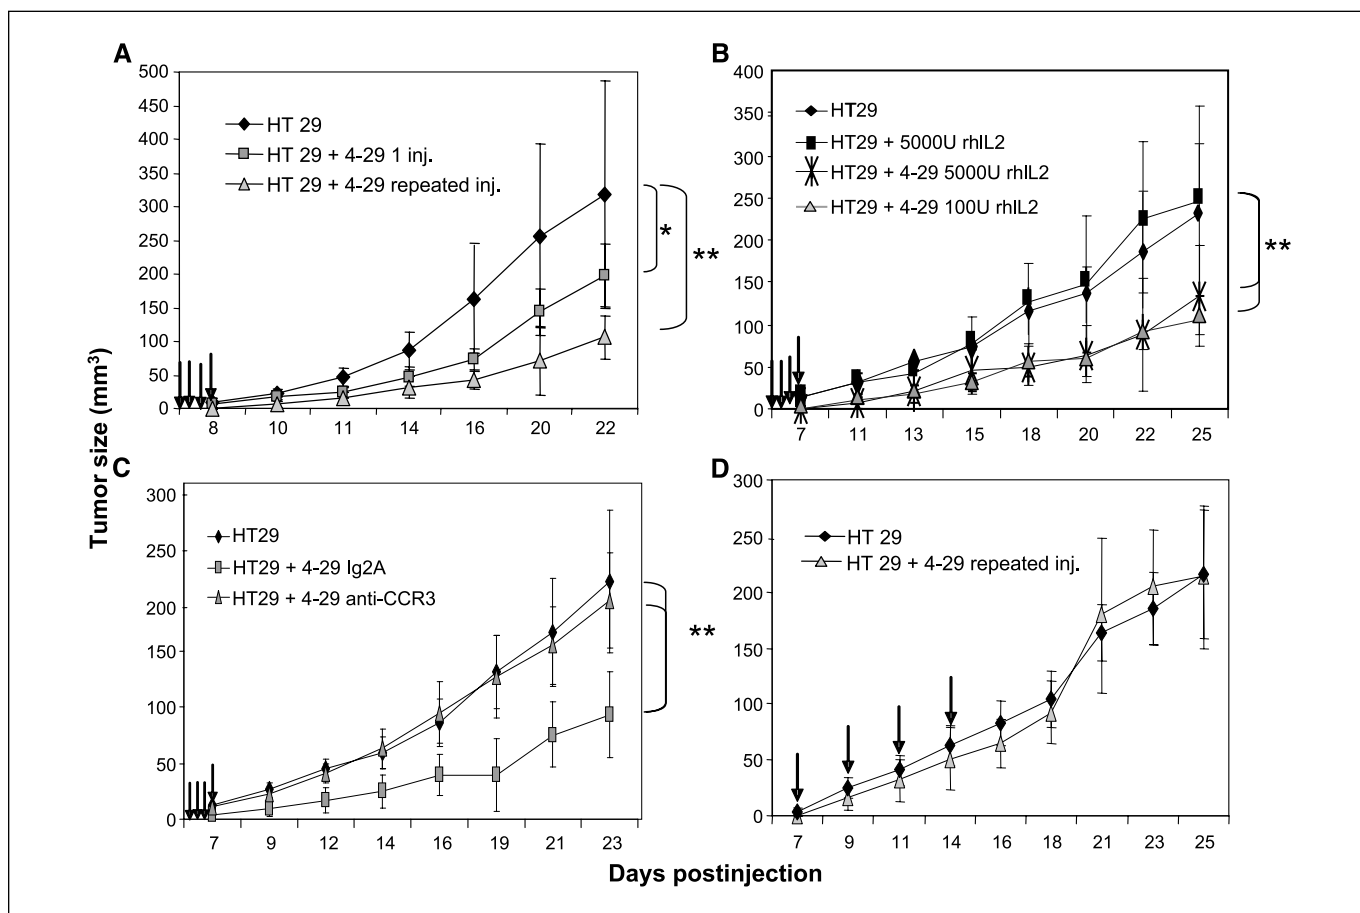 A
500
450
400
350
300
250
200
150
100
50
0
HT 29
HT 29 + 4-29 1 inj.
HT 29 + 4-29 repeated inj.
*
**
8 10 11 14 16 20 22
B
400
350
300
250
200
150
100
50
0
HT29
HT29 + 5000U rhIL2
HT29 + 4-29 5000U rhIL2
HT29 + 4-29 100U rhIL2
**
7 11 13 15 18 20 22 25
Tumor size (mm³)
C
300
250
200
150
100
50
0
HT29
HT29 + 4-29 Ig2A
HT29 + 4-29 anti-CCR3
**
7 9 12 14 16 19 21 23
D
300
250
200
150
100
50
0
HT 29
HT 29 + 4-29 repeated inj.
7 9 11 14 16 18 21 23 25
Days postinjection